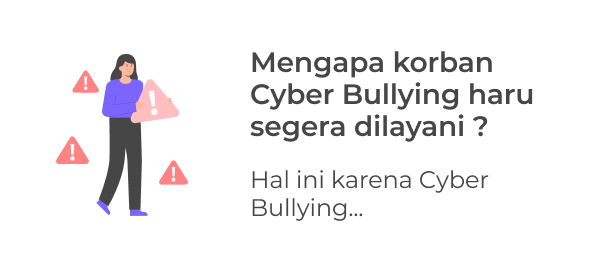 Mengapa korban
Cyber Bullying haru
segera dilayani ?
Hal ini karena Cyber
Bullying...